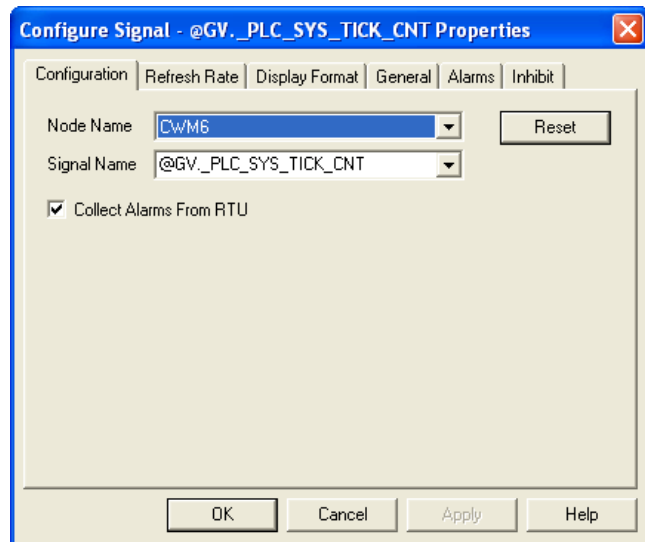 Configure Signal - @GV._PLC_SYS_TICK_CNT Properties
Configuration Refresh Rate Display Format General Alarms Inhibit
Node Name CWM6 Reset
Signal Name @GV._PLC_SYS_TICK_CNT
Collect Alarms From RTU
OK Cancel Apply Help